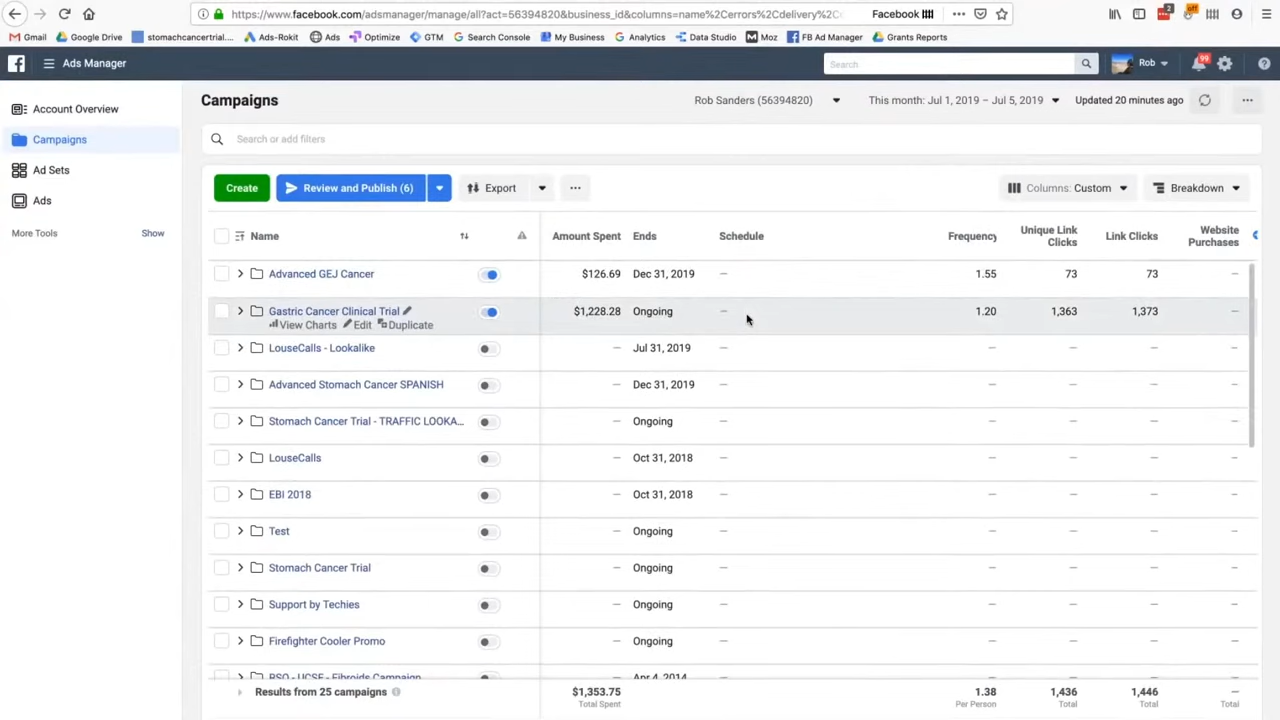 https://www.facebook.com/adsmanager/manage/all?act=56394820&business_id&columns=name%2Cerrors%2Cdelivery%2C
Facebook
2
off
Gmail Google Drive stomachcancertrial.... Ads-Rokit Ads Optimize GTM Search Console My Business Analytics Data Studio Moz FB Ad Manager Grants Reports
Ads Manager Search Rob 99
Account Overview
Campaigns
Ad Sets
Ads
More Tools Show
Campaigns Rob Sanders (56394820) This month: Jul 1, 2019 – Jul 5, 2019 Updated 20 minutes ago
Search or add filters
Create Review and Publish (6) Export Columns: Custom Breakdown
Name Amount Spent Ends Schedule Frequency Unique Link Clicks Link Clicks Website Purchases
Advanced GEJ Cancer $126.69 Dec 31, 2019 — 1.55 73 73 —
Gastric Cancer Clinical Trial $1,228.28 Ongoing — 1.20 1,363 1,373 —
View Charts Edit Duplicate
LouseCalls - Lookalike — Jul 31, 2019 — — — — —
Advanced Stomach Cancer SPANISH — Dec 31, 2019 — — — — —
Stomach Cancer Trial - TRAFFIC LOOKA... — Ongoing — — — — —
LouseCalls — Oct 31, 2018 — — — — —
EBI 2018 — Oct 31, 2018 — — — — —
Test — Ongoing — — — — —
Stomach Cancer Trial — Ongoing — — — — —
Support by Techies — Ongoing — — — — —
Firefighter Cooler Promo — Ongoing — — — — —
Results from 25 campaigns $1,353.75 1.38 1,436 1,446 —
Total Spent Per Person Total Total Total